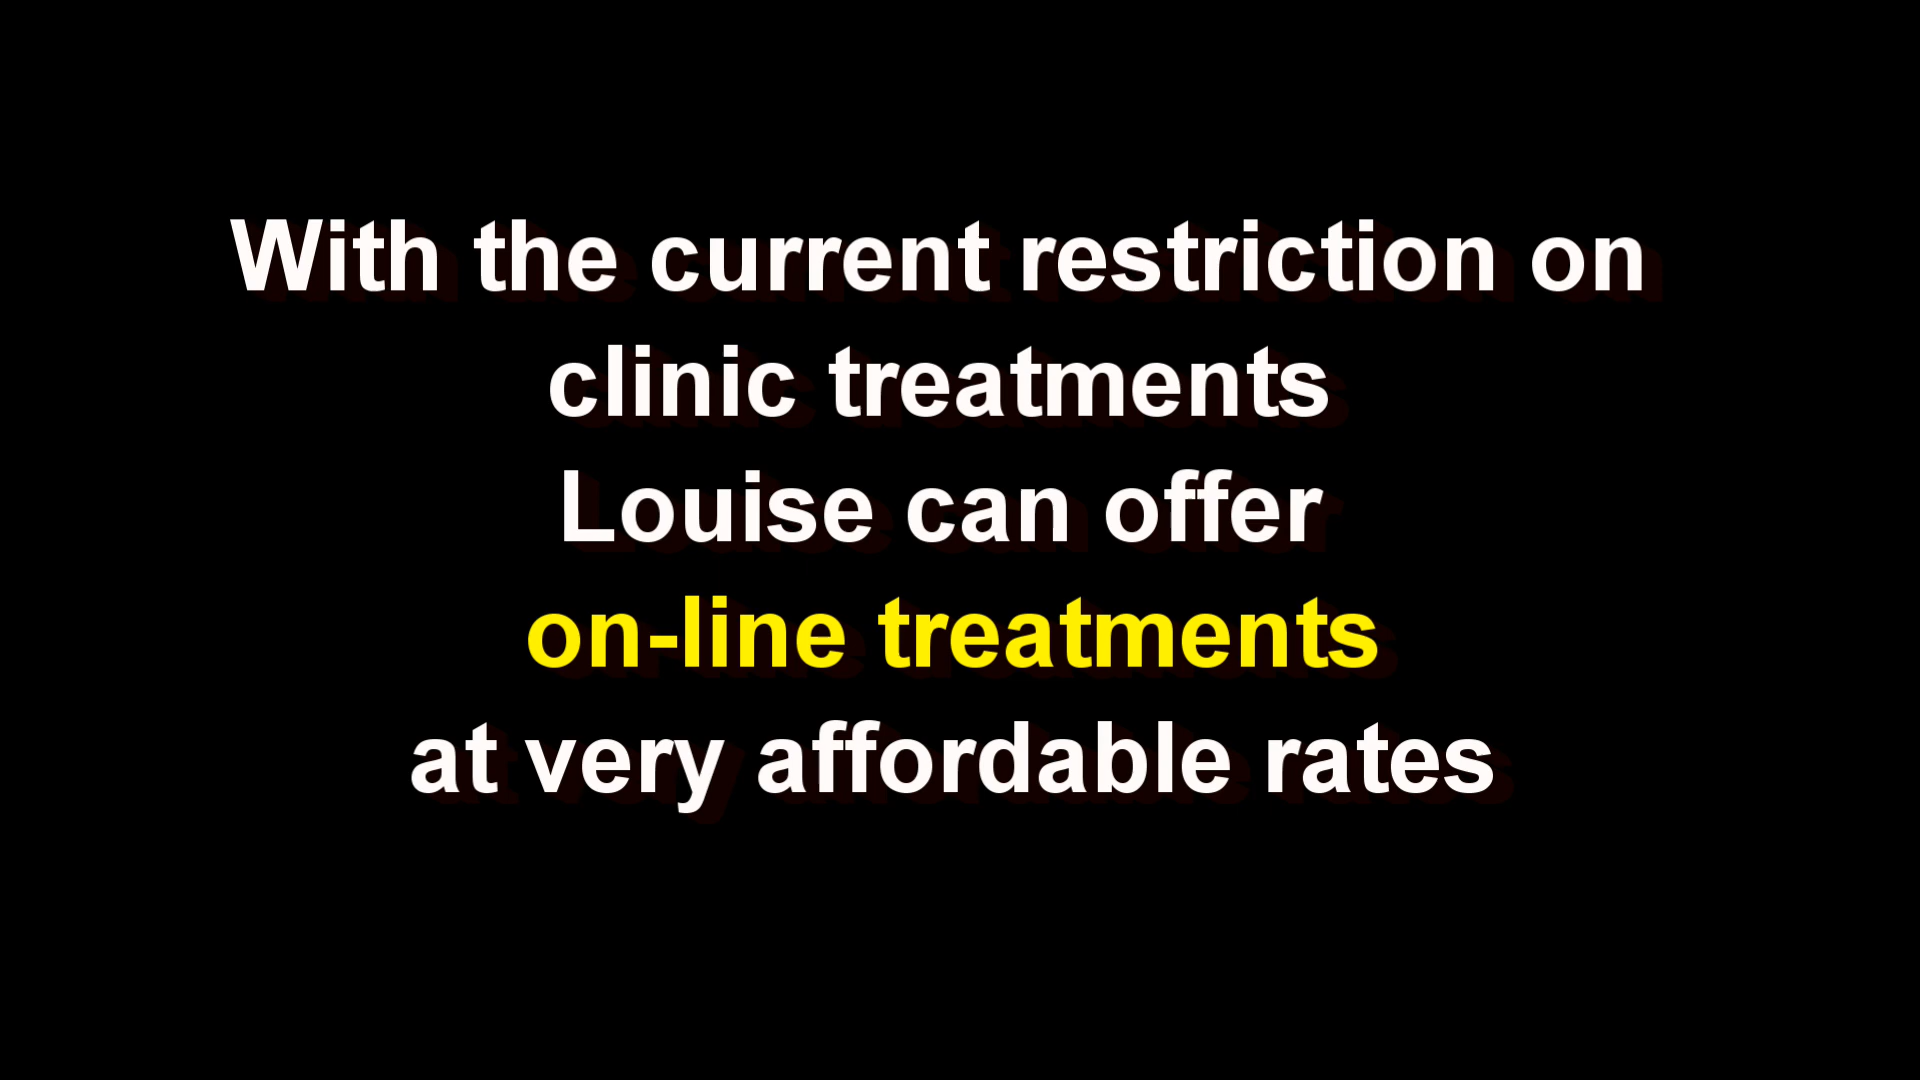 With the current restriction on
clinic treatments
Louise can offer
on-line treatments
at very affordable rates